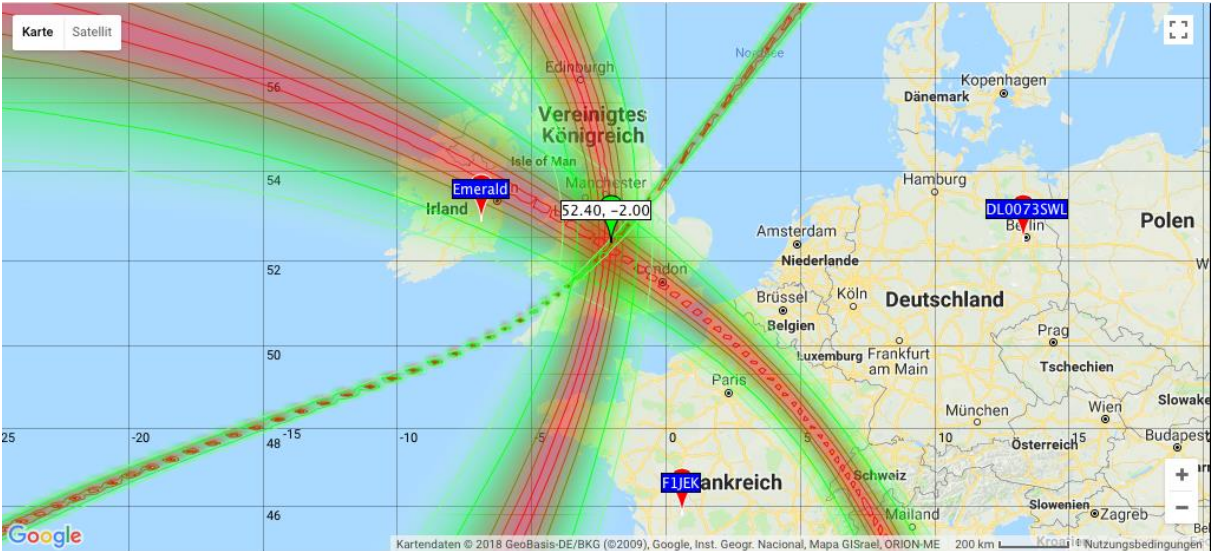 Karte Satellit
Nordsee
Edinburgh
56
Kopenhagen
Dänemark
Vereinigtes
Königreich
Isle of Man
54
Manchester
Hamburg
Emerald
Irland
52.40, −2.00
DL0073SWL
Berlin
Polen
Amsterdam
Niederlande
52
London
Brüssel
Köln
Deutschland
Belgien
Prag
50
Luxemburg
Frankfurt
am Main
Tschechien
Paris
München
Wien
Slowake
25
-20
-15
-10
-5
0
5
10
15
48
Österreich
Budapest
F1JEK
ankreich
Schweiz
46
Mailand
Slowenien
Zagreb
Google
Kartendaten © 2018 GeoBasis-DE/BKG (©2009), Google, Inst. Geogr. Nacional, Mapa GISrael, ORION-ME
200 km
Nutzungsbedingungen